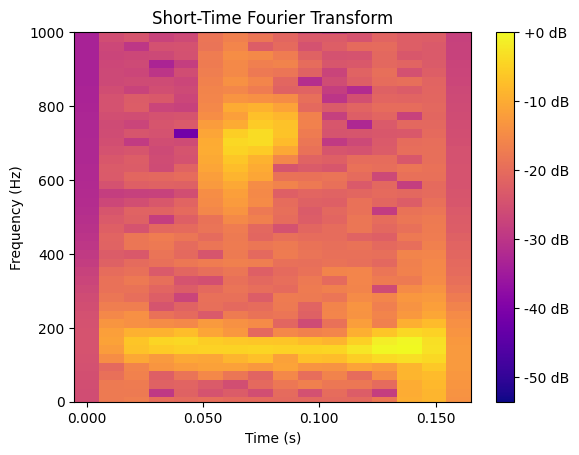 Short-Time Fourier Transform
1000
800
600
400
200
0
Frequency (Hz)
0.000
0.050
0.100
0.150
Time (s)
+0 dB
-10 dB
-20 dB
-30 dB
-40 dB
-50 dB